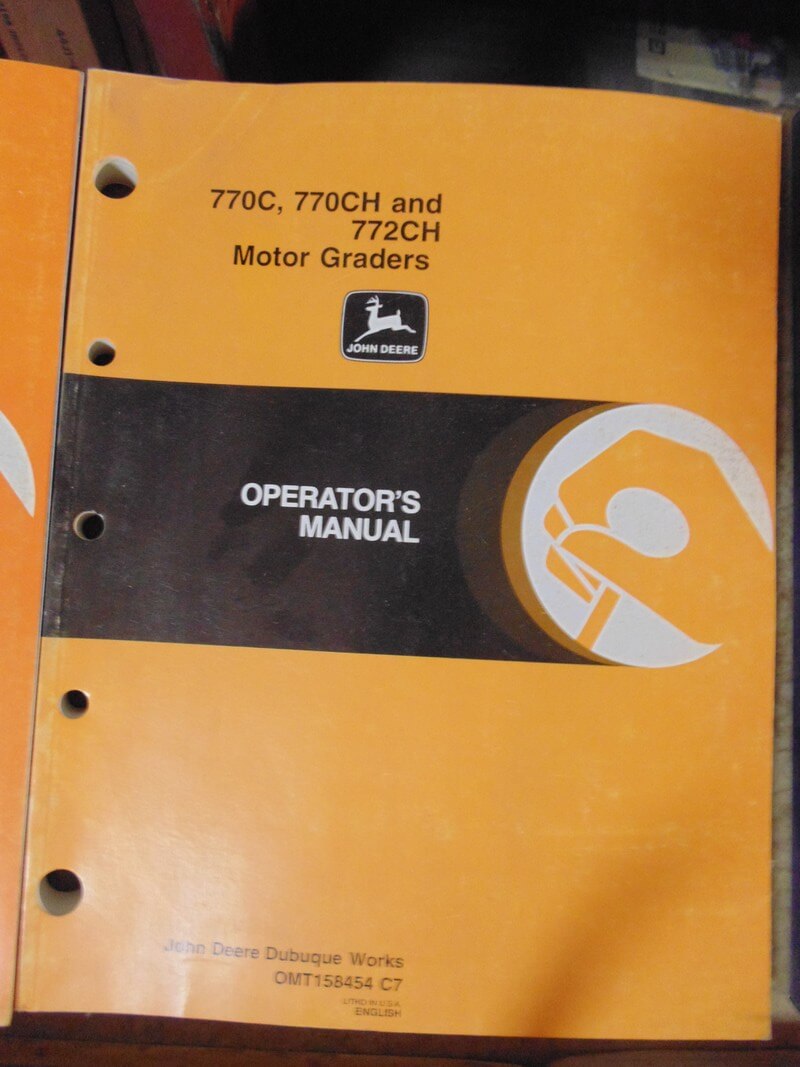 770C, 770CH and
772CH
Motor Graders
JOHN DEERE
OPERATOR'S
MANUAL
John Deere Dubuque Works
OMT158454 C7
LITHO IN U.S.A.
ENGLISH